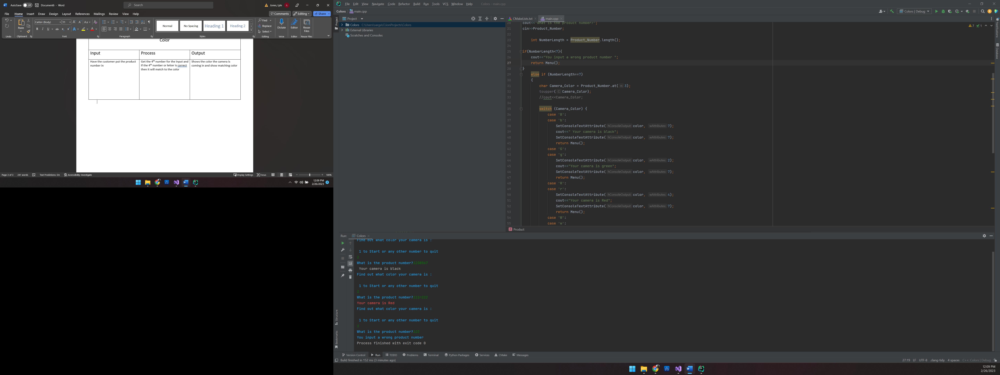 AutoSave Off Document6 - Word
Search
Jones, Lyle JL
File Home Insert Draw Design Layout References Mailings Review View Help
Comments Editing Share
Paste
Calibri (Body) 11
Normal No Spacing Heading 1 Heading 2
Find
Replace
Select
Dictate
Editor
Reuse Files
Undo Clipboard Font Paragraph Styles Editing Voice Editor Reuse Files
Color
Input Process Output
Have the customer put the product number in
Get the 4th number for the input and If the 4th number or letter is correct then it will match to the color
Shows the color the camera is coming in and show matching color
Page 3 of 3 241 words Text Predictions: On Accessibility: Investigate
Display Settings Focus 100%
12:09 PM
2/26/2023
File Edit View Navigate Code Refactor Build Run Tools VCS Window Help Colors - main.cpp
Colors main.cpp
Colors | Debug
Project
Colors C:\Users\sarga\CLionProjects\Colors
External Libraries
Scratches and Consoles
CMakeLists.txt main.cpp
7 1
Notifications
Database
20 cout<<"What is the product number?";
21 cin>>Product_Number;
22
23 int NumberLength = Product_Number.length();
24
25 if(NumberLength<7){
26 cout<<"You input a wrong product number ";
27 return Menu();
28 }
29 else if (NumberLength==7)
30 {
31 char Camera_Color = Product_Number.at( n: 3);
32 toupper( C: Camera_Color);
33 //cout<<Camera_Color;
34
35 switch (Camera_Color) {
36 case 'B':
37 case 'b':
38 SetConsoleTextAttribute( hConsoleOutput: color, wAttributes: 7);
39 cout<<" Your camera is black";
40 SetConsoleTextAttribute( hConsoleOutput: color, wAttributes: 7);
41 return Menu();
42 case 'G':
43 case 'g':
44 SetConsoleTextAttribute( hConsoleOutput: color, wAttributes: 2);
45 cout<<"Your camera is green";
46 SetConsoleTextAttribute( hConsoleOutput: color, wAttributes: 7);
47 return Menu();
48 case 'R':
49 case 'r':
50 SetConsoleTextAttribute( hConsoleOutput: color, wAttributes: 4);
51 cout<<"Your camera is Red";
52 SetConsoleTextAttribute( hConsoleOutput: color, wAttributes: 7);
53 return Menu();
54 case 'W':
55 case 'w':
Product
Run: Colors
Find out what color your camera is :
1 to Start or any other number to quit
1
What is the product number?123B567
Your camera is black
Find out what color your camera is :
1 to Start or any other number to quit
1
What is the product number?111r222
Your camera is Red
Find out what color your camera is :
1 to Start or any other number to quit
1
What is the product number?123
You input a wrong product number
Process finished with exit code 0
Structure
Bookmarks
Version Control Run TODO Problems Terminal Python Packages Services CMake Messages
Build finished in 152 ms (3 minutes ago)
27:19 LF UTF-8 .clang-tidy 4 spaces C++: Colors | Debug
12:09 PM
2/26/2023